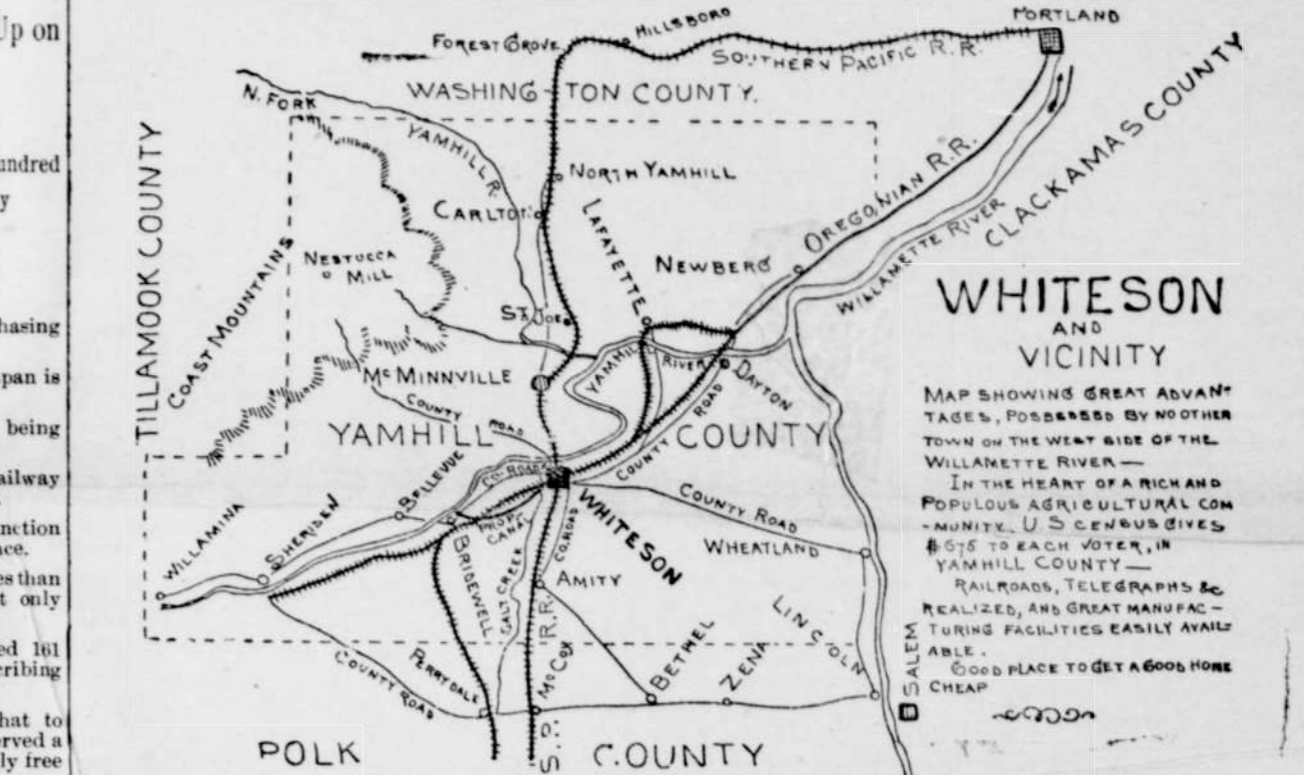 Up on
undred
y
hasing
pan is
being
ailway
nction
nce.
es than
t only
ed 161
cribing
hat to
erved a
ly free
PORTLAND
HILLSBORO
FOREST GROVE
SOUTHERN PACIFIC R.R.
WASHINGTON COUNTY.
N. FORK
YAMHILL R.
NORTH YAMHILL
CARLTON
LAFAYETTE
TILLAMOOK COUNTY
COAST MOUNTAINS
NESTUCCA
MILL
NEWBERG
OREGONIAN R.R.
WILLAMETTE RIVER
CLACKAMAS COUNTY
ST. JOE
MCMINNVILLE
YAMHILL
RIVER
DAYTON
COUNTY
ROAD
YAMHILL COUNTY
COUNTY ROAD
CO. ROAD
BELLEVUE
SHERIDEN
WILLAMINA
PROP.
CANAL
WHITESON
COUNTY ROAD
WHEATLAND
BRIDEWELL
SALT CREEK
CO. ROAD
AMITY
LINCOLN
COUNTY ROAD
PERRYDALE
MCCOY
BETHEL
ZENA
SALEM
S.P. R.R.
POLK COUNTY
WHITESON
AND
VICINITY
MAP SHOWING GREAT ADVAN-
TAGES, POSSESSED BY NO OTHER
TOWN ON THE WEST SIDE OF THE
WILLAMETTE RIVER—
IN THE HEART OF A RICH AND
POPULOUS AGRICULTURAL COM
-MUNITY. U.S CENSUS GIVES
$675 TO EACH VOTER, IN
YAMHILL COUNTY—
RAILROADS, TELEGRAPHS &c
REALIZED, AND GREAT MANUFAC-
TURING FACILITIES EASILY AVAIL-
ABLE.
GOOD PLACE TO GET A GOOD HOME
CHEAP